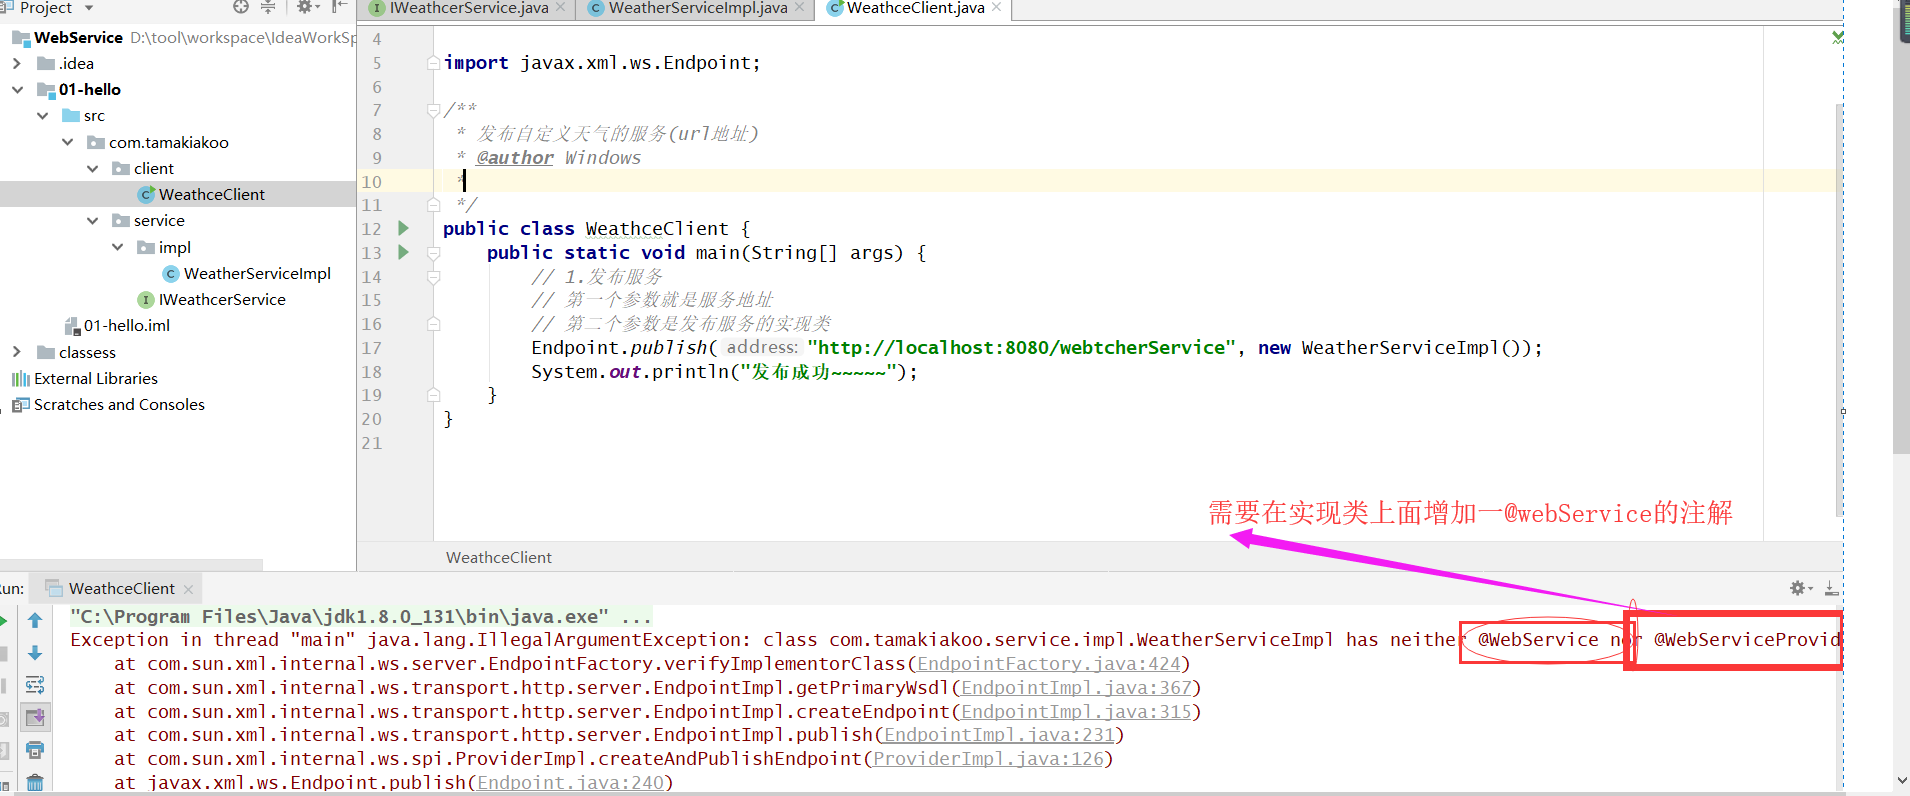 Project
IWeathcerService.java
WeatherServiceImpl.java
WeathceClient.java
WebService D:\tool\workspace\IdeaWorkSp
.idea
01-hello
src
com.tamakiakoo
client
WeathceClient
service
impl
WeatherServiceImpl
IWeathcerService
01-hello.iml
classess
External Libraries
Scratches and Consoles
4
5 import javax.xml.ws.Endpoint;
6
7 /**
8 * 发布自定义天气的服务(url地址)
9 * @author Windows
10 *
11 */
12 public class WeathceClient {
13 public static void main(String[] args) {
14 // 1.发布服务
15 // 第一个参数就是服务地址
16 // 第二个参数是发布服务的实现类
17 Endpoint.publish( address: "http://localhost:8080/webtcherService", new WeatherServiceImpl());
18 System.out.println("发布成功~~~~~");
19 }
20 }
21
需要在实现类上面增加一@webService的注解
WeathceClient
un: WeathceClient
"C:\Program Files\Java\jdk1.8.0_131\bin\java.exe" ...
Exception in thread "main" java.lang.IllegalArgumentException: class com.tamakiakoo.service.impl.WeatherServiceImpl has neither @WebService nor @WebServiceProvid
at com.sun.xml.internal.ws.server.EndpointFactory.verifyImplementorClass(EndpointFactory.java:424)
at com.sun.xml.internal.ws.transport.http.server.EndpointImpl.getPrimaryWsdl(EndpointImpl.java:367)
at com.sun.xml.internal.ws.transport.http.server.EndpointImpl.createEndpoint(EndpointImpl.java:315)
at com.sun.xml.internal.ws.transport.http.server.EndpointImpl.publish(EndpointImpl.java:231)
at com.sun.xml.internal.ws.spi.ProviderImpl.createAndPublishEndpoint(ProviderImpl.java:126)
at javax.xml.ws.Endpoint.publish(Endpoint.java:240)